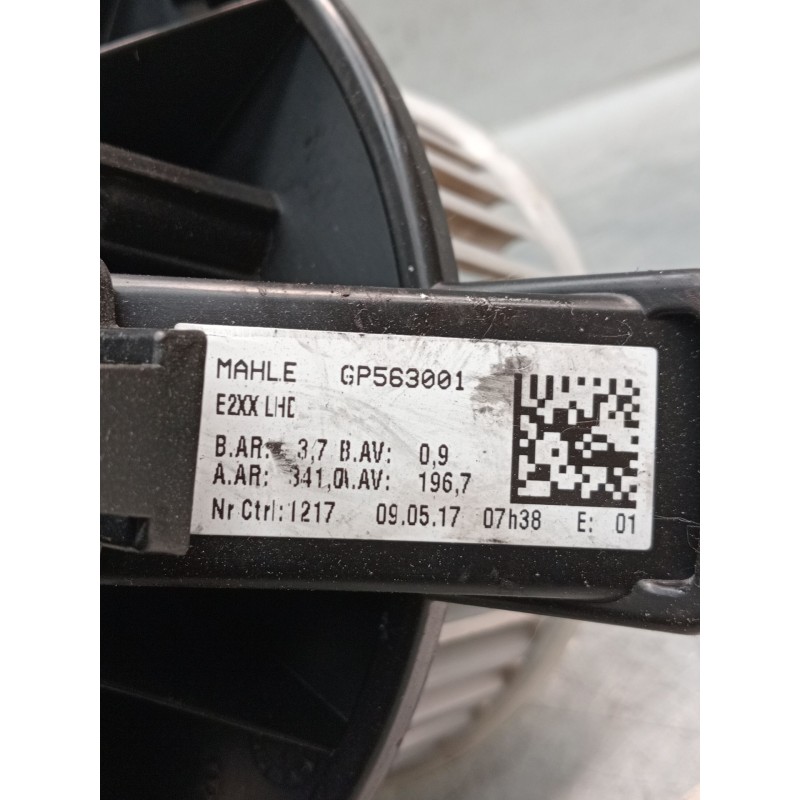 MAHLE GP563001
E2XX LHD
B.AR: 3,7 B.AV: 0,9
A.AR: 341,0A.AV: 196,7
Nr Ctrl: 1217 09.05.17 07h38 E: 01